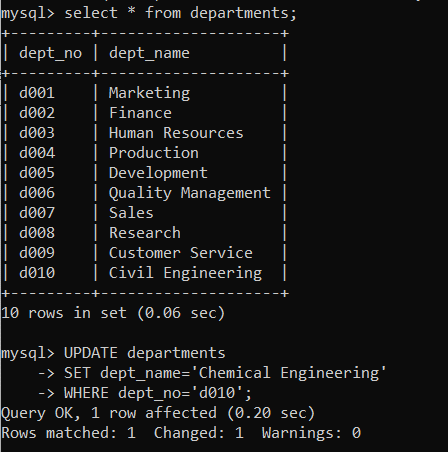 mysql> select * from departments;
+---------+--------------------+
| dept_no | dept_name          |
+---------+--------------------+
| d001    | Marketing          |
| d002    | Finance            |
| d003    | Human Resources    |
| d004    | Production         |
| d005    | Development        |
| d006    | Quality Management |
| d007    | Sales              |
| d008    | Research           |
| d009    | Customer Service   |
| d010    | Civil Engineering  |
+---------+--------------------+
10 rows in set (0.06 sec)

mysql> UPDATE departments
    -> SET dept_name='Chemical Engineering'
    -> WHERE dept_no='d010';
Query OK, 1 row affected (0.20 sec)
Rows matched: 1  Changed: 1  Warnings: 0